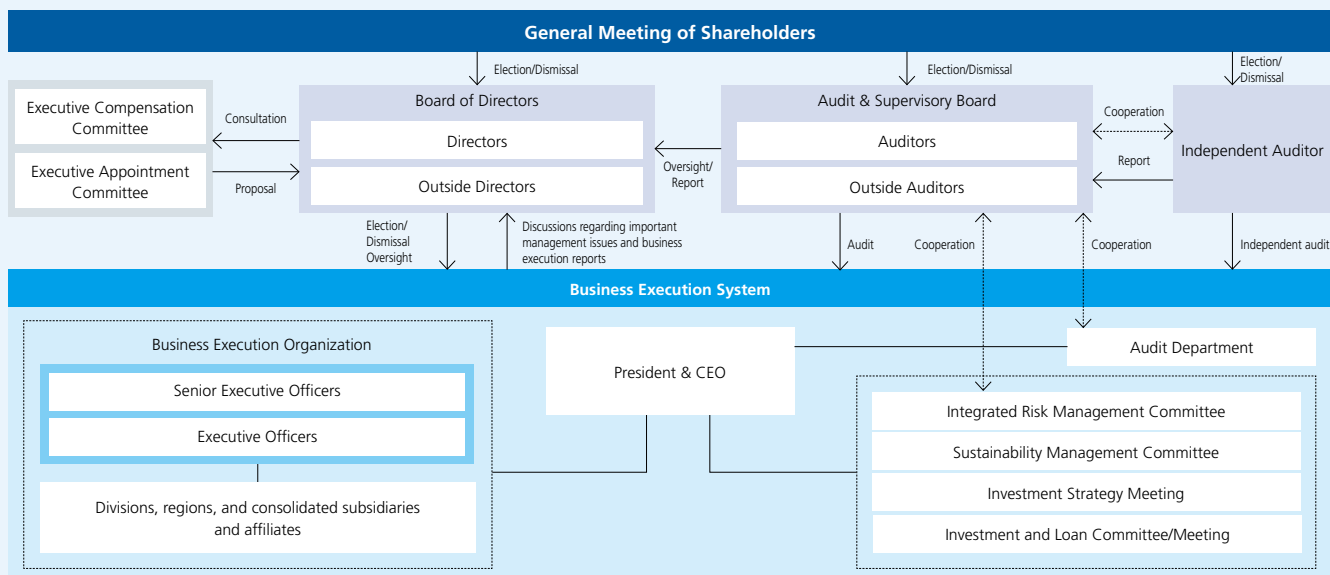 General Meeting of Shareholders
Election/Dismissal
Election/Dismissal
Election/
Dismissal
Executive Compensation
Committee
Executive Appointment
Committee
Consultation
Proposal
Board of Directors
Directors
Outside Directors
Oversight/
Report
Audit & Supervisory Board
Auditors
Outside Auditors
Cooperation
Report
Independent Auditor
Election/
Dismissal
Oversight
Discussions regarding important
management issues and business
execution reports
Audit
Cooperation
Cooperation
Independent audit
Business Execution System
Business Execution Organization
Senior Executive Officers
Executive Officers
Divisions, regions, and consolidated subsidiaries
and affiliates
President & CEO
Audit Department
Integrated Risk Management Committee
Sustainability Management Committee
Investment Strategy Meeting
Investment and Loan Committee/Meeting